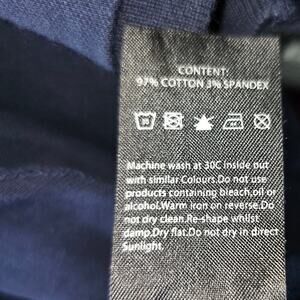 CONTENT:
97% COTTON 3% SPANDEX
Machine wash at 30C inside out
with similar Colours.Do not use
products containing bleach,oil or
alcohol.Warm iron on reverse.Do
not dry clean.Re-shape whilst
damp.Dry flat.Do not dry in direct
Sunlight.